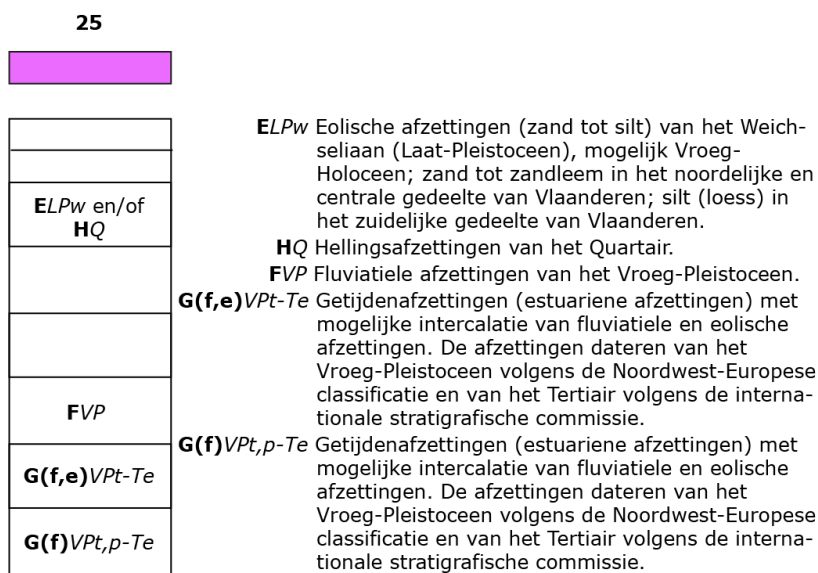 25
ELPw en/of
HQ
FVP
G(f,e)VPt-Te
G(f)VPt,p-Te
ELPw Eolische afzettingen (zand tot silt) van het Weich-
seliaan (Laat-Pleistoceen), mogelijk Vroeg-
Holoceen; zand tot zandleem in het noordelijke en
centrale gedeelte van Vlaanderen; silt (loess) in
het zuidelijke gedeelte van Vlaanderen.
HQ Hellingsafzettingen van het Quartair.
FVP Fluviatiele afzettingen van het Vroeg-Pleistoceen.
G(f,e)VPt-Te Getijdenafzettingen (estuariene afzettingen) met
mogelijke intercalatie van fluviatiele en eolische
afzettingen. De afzettingen dateren van het
Vroeg-Pleistoceen volgens de Noordwest-Europese
classificatie en van het Tertiair volgens de interna-
tionale stratigrafische commissie.
G(f)VPt,p-Te Getijdenafzettingen (estuariene afzettingen) met
mogelijke intercalatie van fluviatiele en eolische
afzettingen. De afzettingen dateren van het
Vroeg-Pleistoceen volgens de Noordwest-Europese
classificatie en van het Tertiair volgens de interna-
tionale stratigrafische commissie.